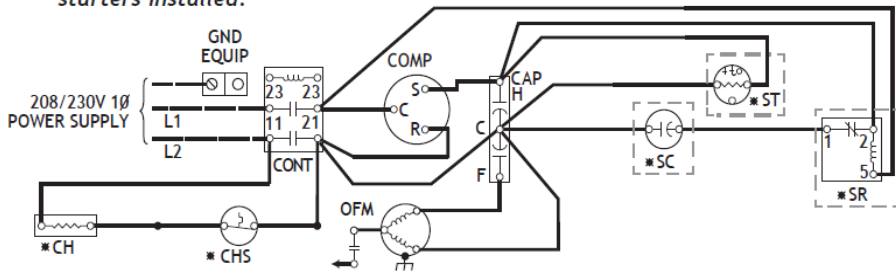 starters installed.
GND
EQUIP
COMP
CAP
H
S
C
R
C
F
23 23
11 21
CONT
208/230V 1Ø
POWER SUPPLY
L1
L2
※ST
※SC
1 2
5
※SR
OFM
※CH
※CHS